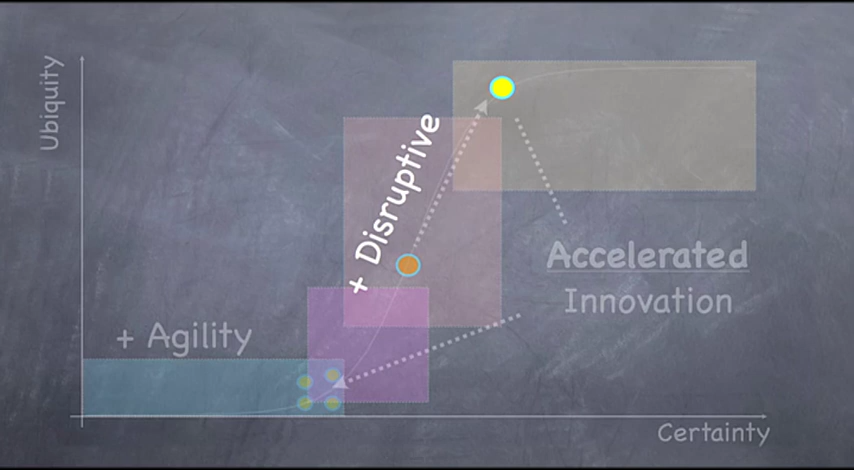 Ubiquity
+ Disruptive
Accelerated
Innovation
+ Agility
Certainty